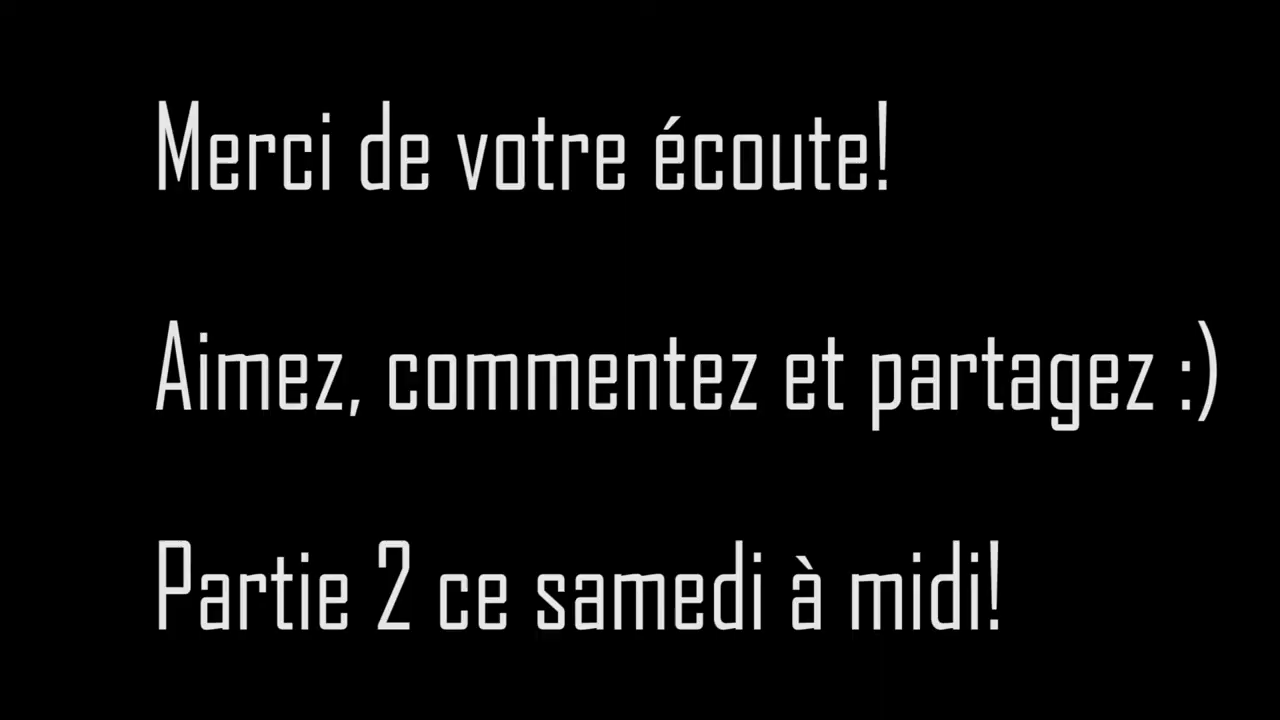 Merci de votre écoute!
Aimez, commentez et partagez :)
Partie 2 ce samedi à midi!